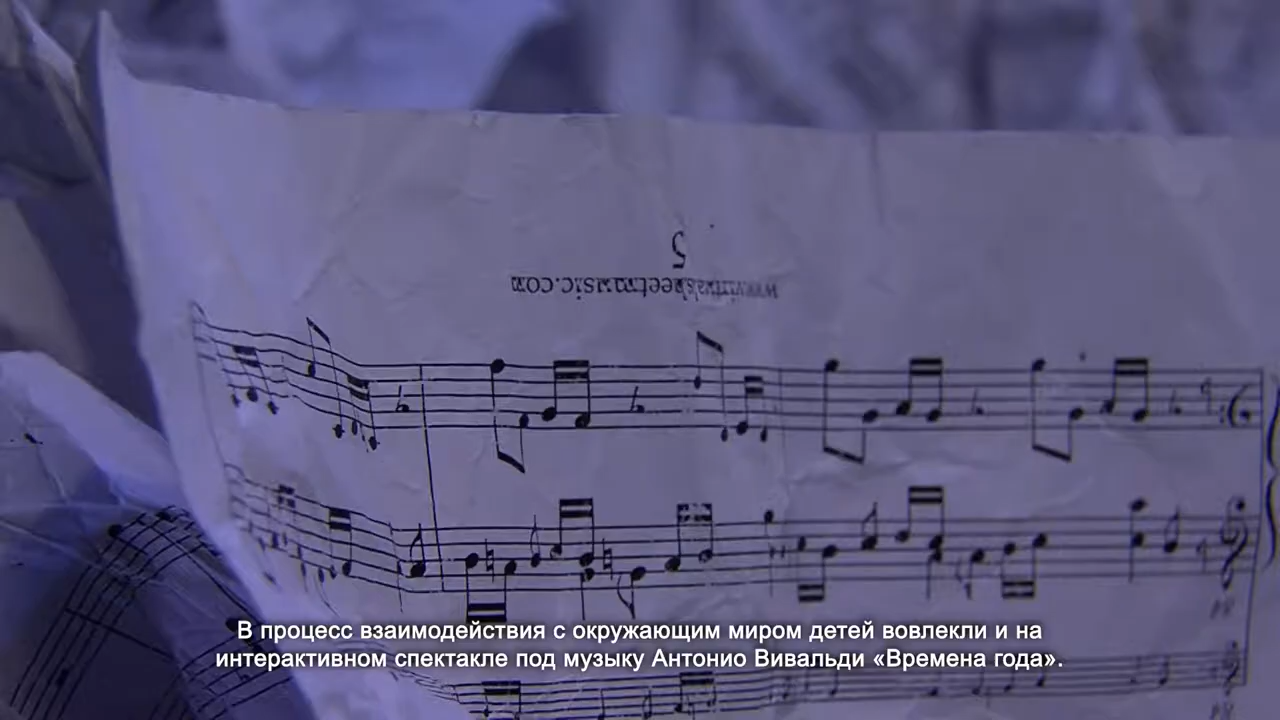 5
www.virtualsheetmusic.com
В процесс взаимодействия с окружающим миром детей вовлекли и на
интерактивном спектакле под музыку Антонио Вивальди «Времена года».